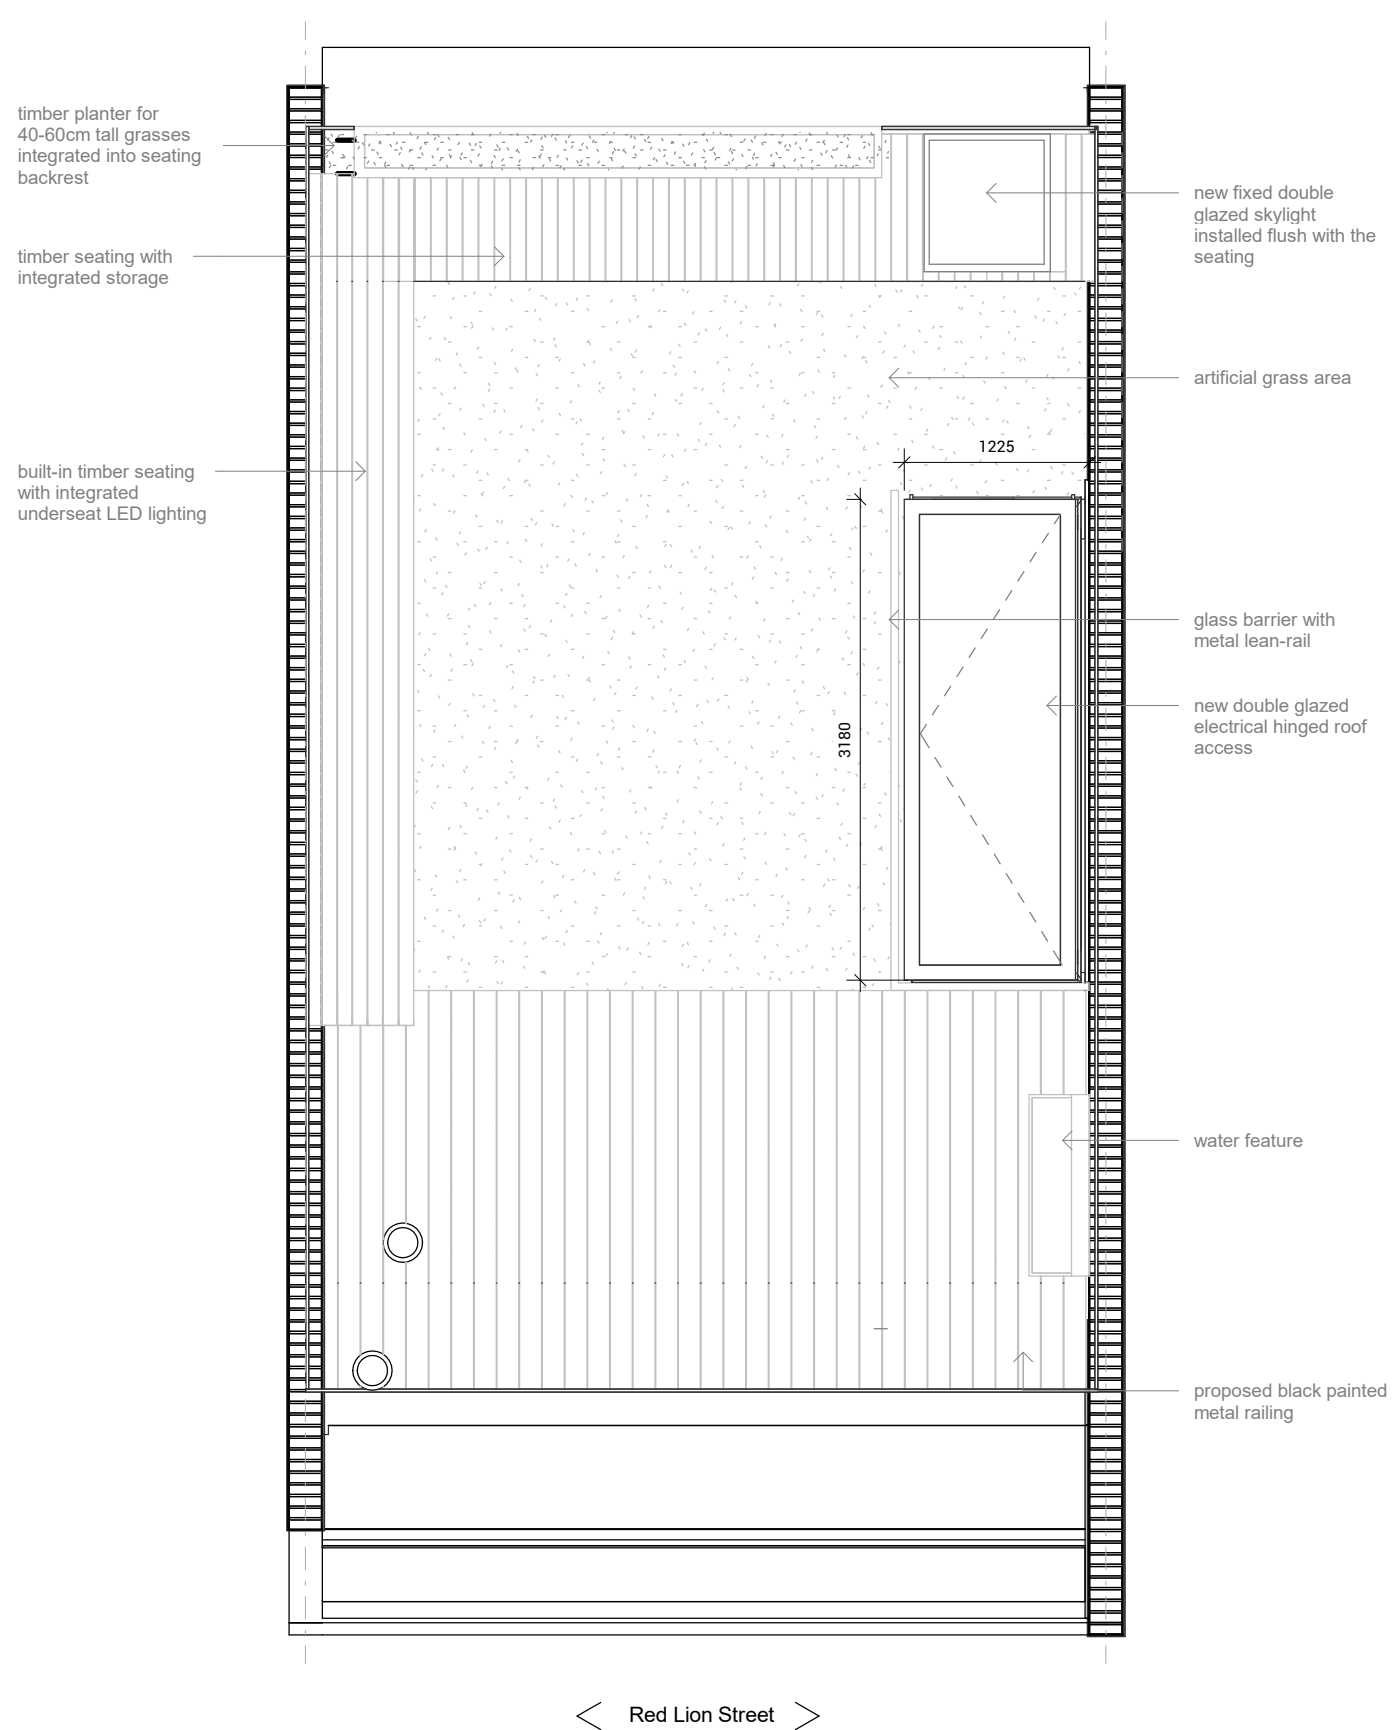 timber planter for
40-60cm tall grasses
integrated into seating
backrest
new fixed double
glazed skylight
installed flush with the
seating
timber seating with
integrated storage
artificial grass area
1225
built-in timber seating
with integrated
underseat LED lighting
glass barrier with
metal lean-rail
3180
new double glazed
electrical hinged roof
access
water feature
proposed black painted
metal railing
Red Lion Street